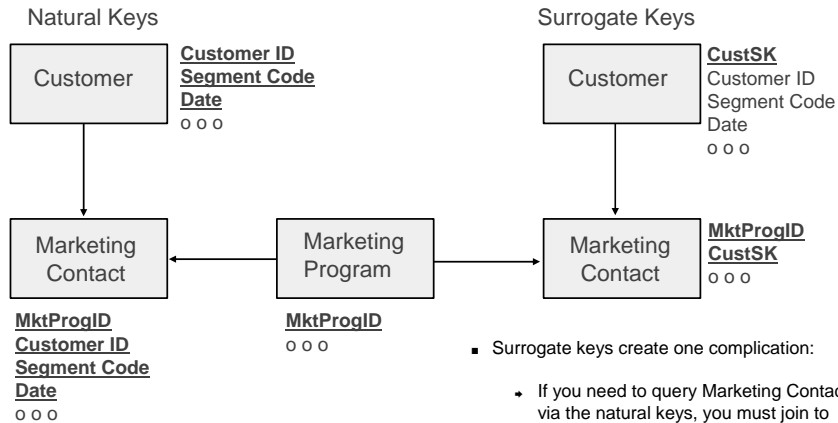 Natural Keys
Customer
Customer ID
Segment Code
Date
o o o
Marketing
Contact
MktProgID
Customer ID
Segment Code
Date
o o o
Marketing
Program
MktProgID
o o o
Surrogate Keys
Customer
CustSK
Customer ID
Segment Code
Date
o o o
Marketing
Contact
MktProgID
CustSK
o o o
Surrogate keys create one complication:
If you need to query Marketing
via the natural keys, you must join to